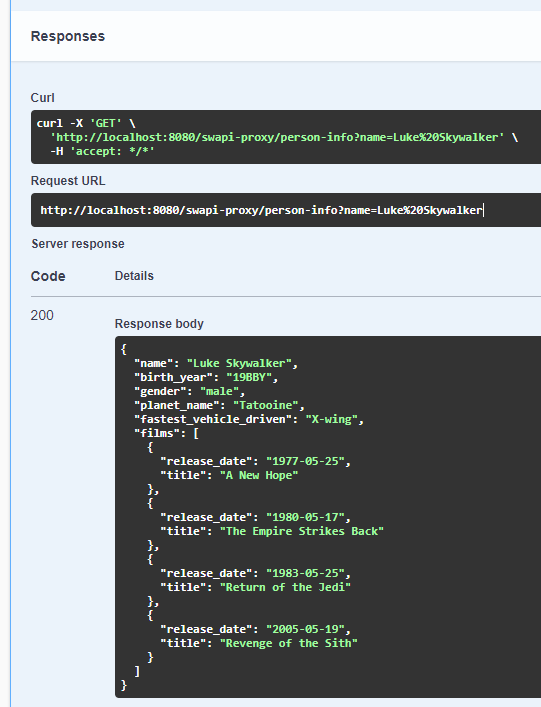 Responses
Curl
curl -X 'GET' \
  'http://localhost:8080/swapi-proxy/person-info?name=Luke%20Skywalker' \
  -H 'accept: */*'
Request URL
http://localhost:8080/swapi-proxy/person-info?name=Luke%20Skywalker
Server response
Code Details
200
Response body
{
  "name": "Luke Skywalker",
  "birth_year": "19BBY",
  "gender": "male",
  "planet_name": "Tatooine",
  "fastest_vehicle_driven": "X-wing",
  "films": [
    {
      "release_date": "1977-05-25",
      "title": "A New Hope"
    },
    {
      "release_date": "1980-05-17",
      "title": "The Empire Strikes Back"
    },
    {
      "release_date": "1983-05-25",
      "title": "Return of the Jedi"
    },
    {
      "release_date": "2005-05-19",
      "title": "Revenge of the Sith"
    }
  ]
}